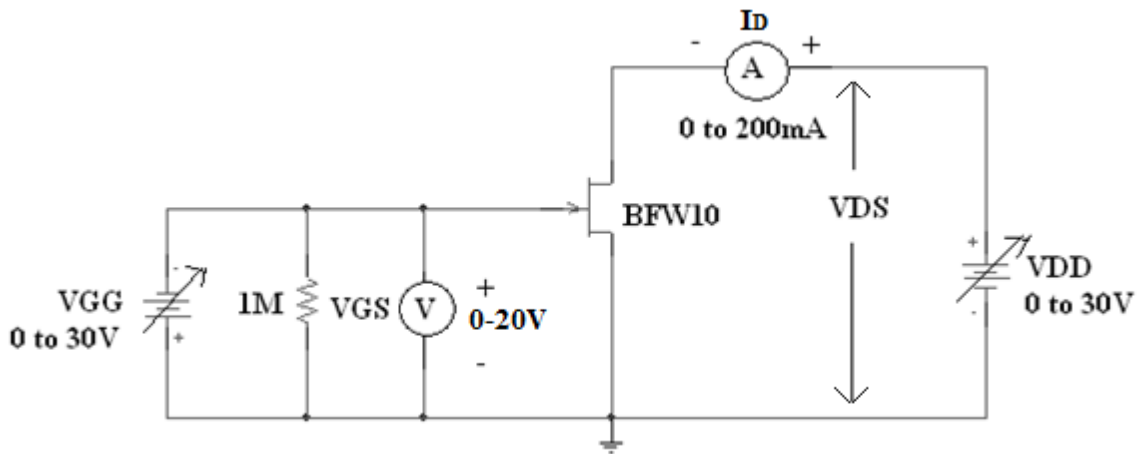 ID
- +
A
0 to 200mA
VDS
BFW10
VGG
0 to 30V
-
+
1M
VGS
V
+
0-20V
-
+
VDD
0 to 30V
-